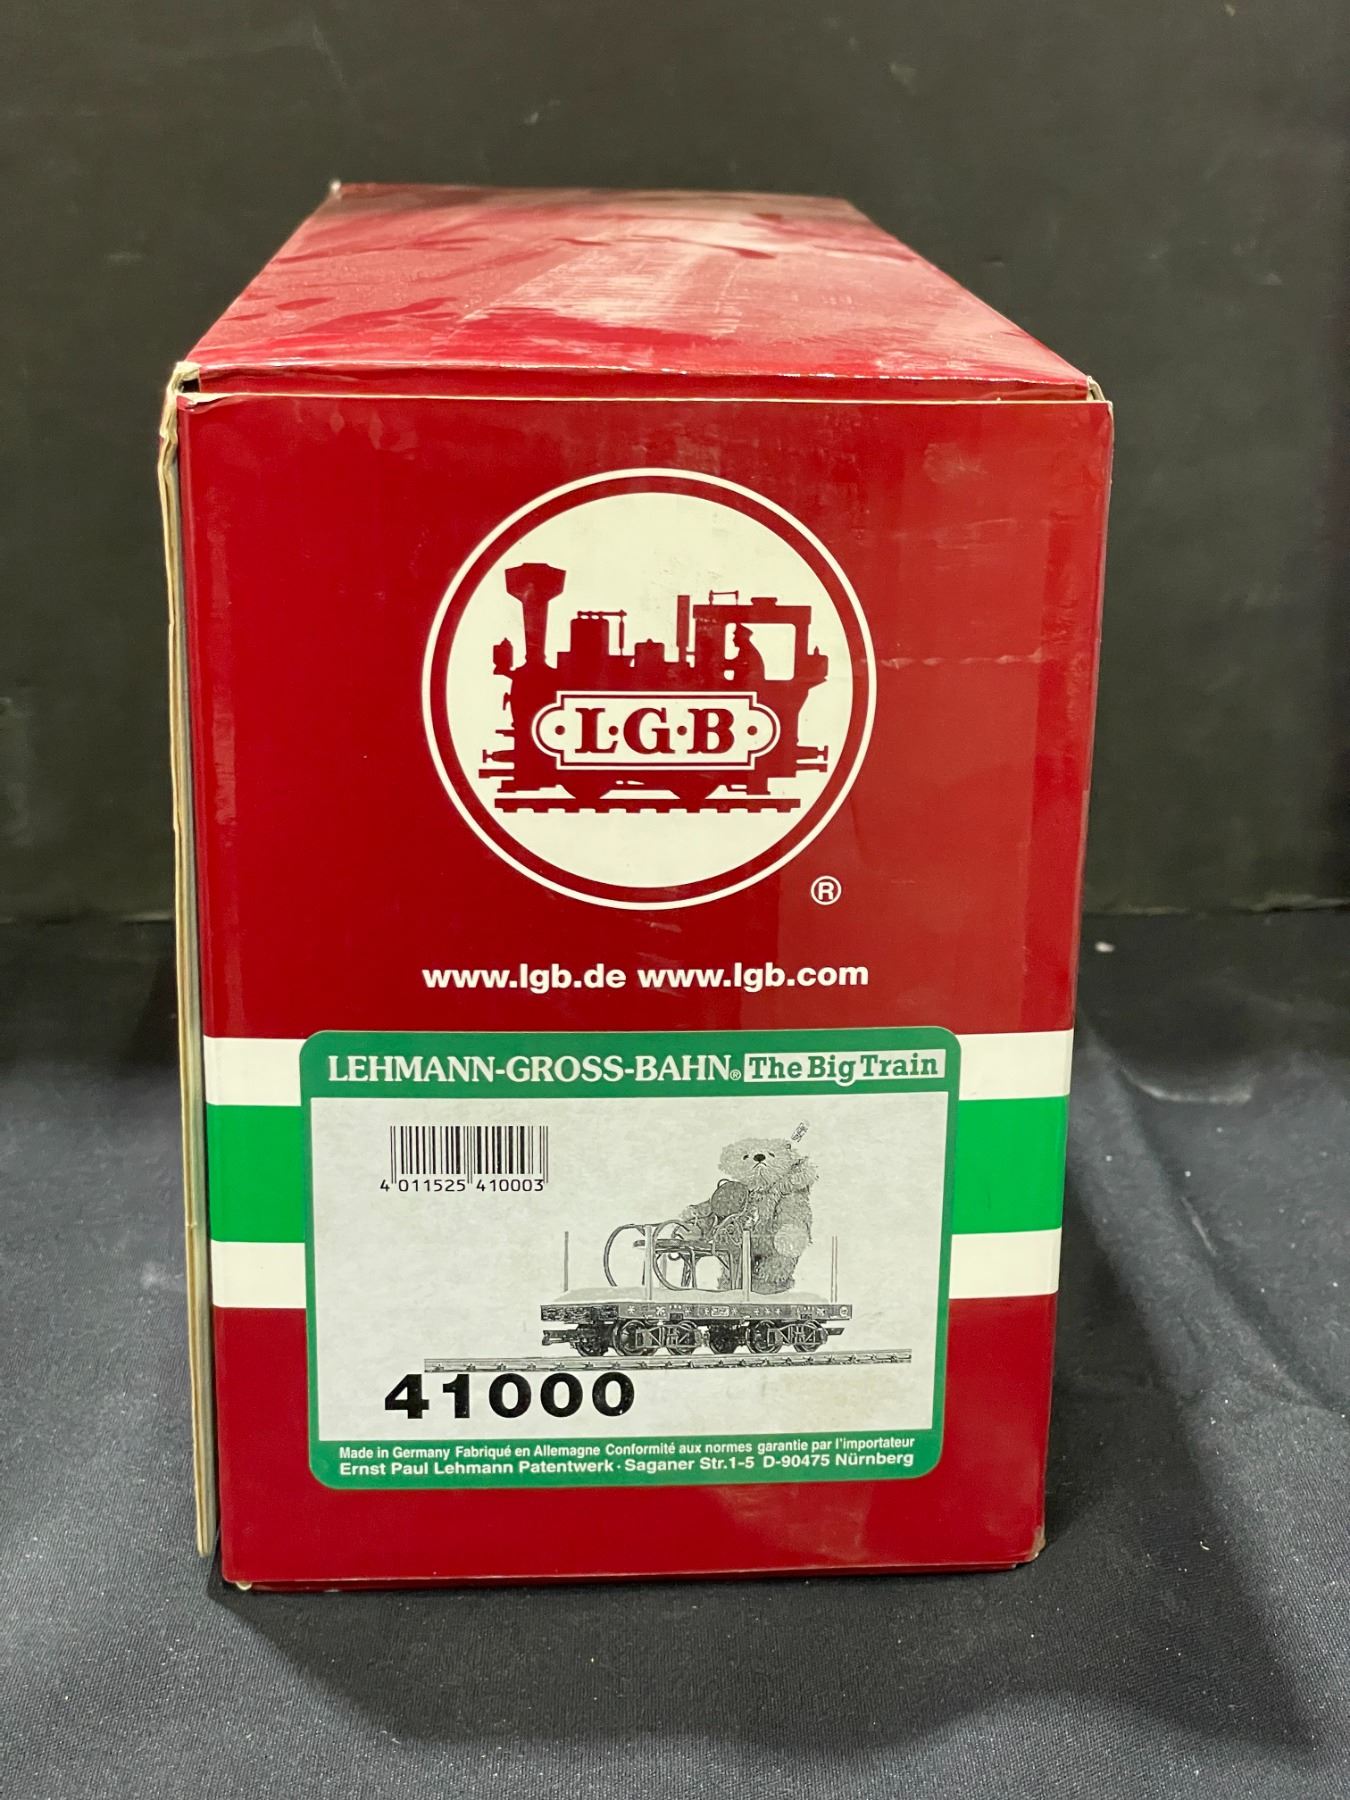 ·L·G·B·
®
www.lgb.de www.lgb.com
LEHMANN-GROSS-BAHN® The Big Train
4 011525 410003
41000
Made in Germany Fabriqué en Allemagne Conformité aux normes garantie par l'importateur
Ernst Paul Lehmann Patentwerk · Saganer Str.1-5 D-90475 Nürnberg